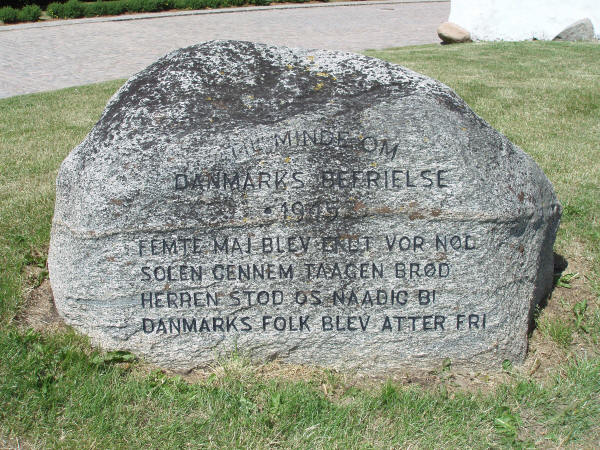 TIL MINDE OM
DANMARKS BEFRIELSE
• 1945 •
FEMTE MAJ BLEV ENDT VOR NØD
SOLEN GENNEM TAAGEN BRØD
HERREN STOD OS NAADIG BI
DANMARKS FOLK BLEV ATTER FRI